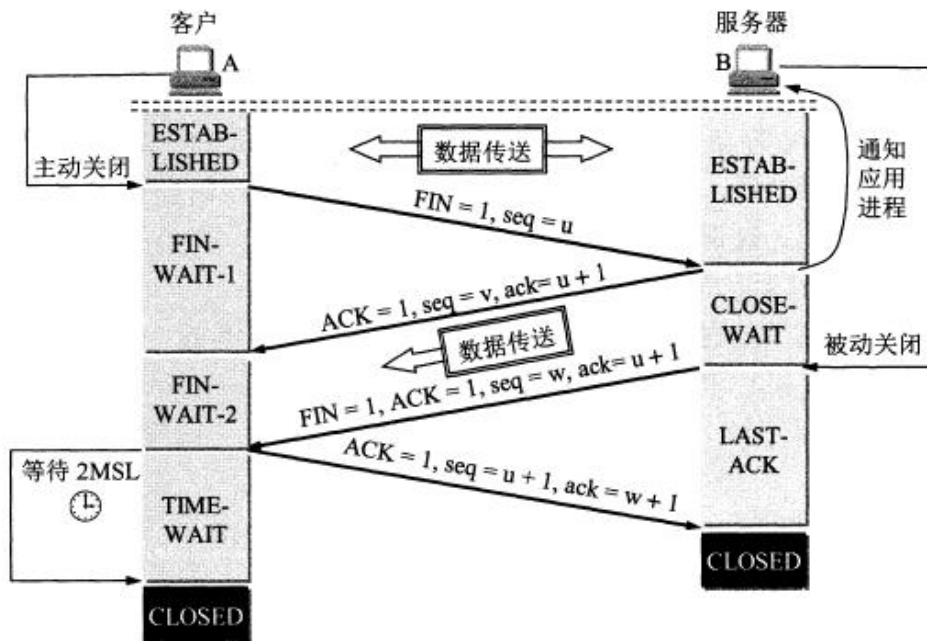 客户
服务器
A
B
ESTAB-
LISHED
数据传送
主动关闭
ESTAB-
LISHED
通知
应用
进程
FIN = 1, seq = u
FIN-
WAIT-1
ACK = 1, seq = v, ack= u + 1
CLOSE-
WAIT
数据传送
被动关闭
FIN-
WAIT-2
FIN = 1, ACK = 1, seq = w, ack= u + 1
LAST-
ACK
等待 2MSL
ACK = 1, seq = u + 1, ack = w + 1
TIME-
WAIT
CLOSED
CLOSED